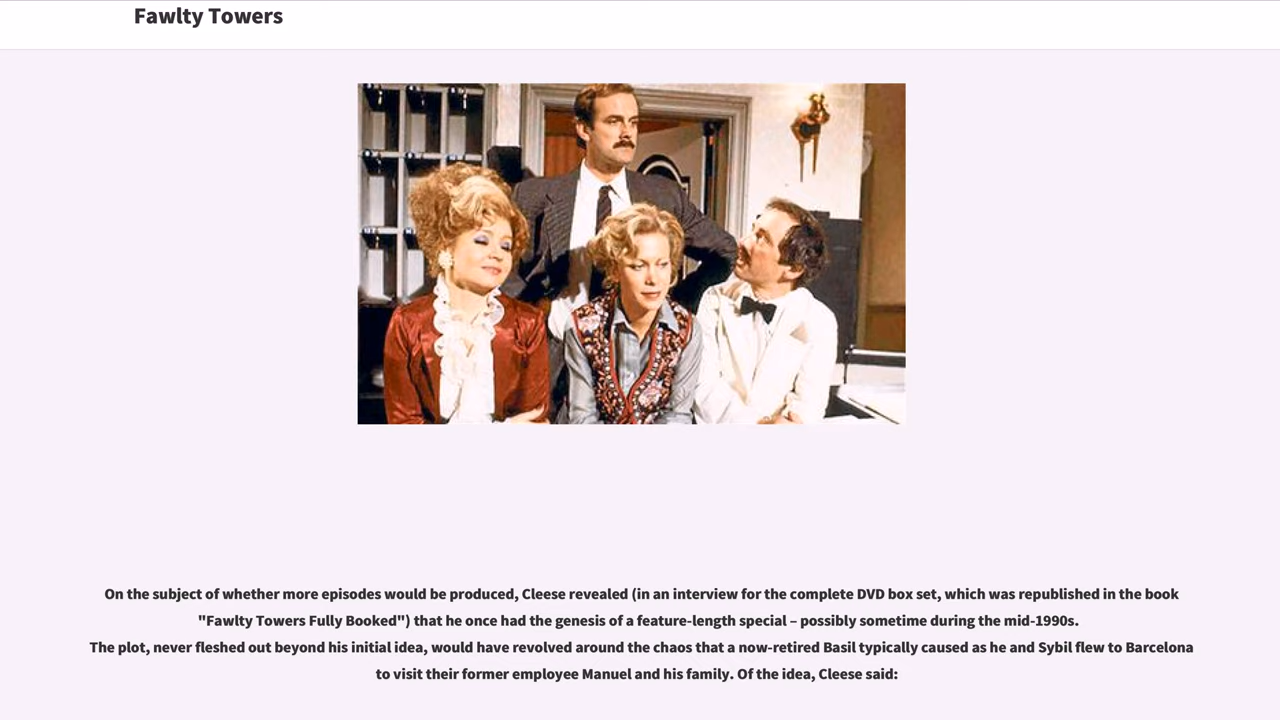 Fawlty Towers
On the subject of whether more episodes would be produced, Cleese revealed (in an interview for the complete DVD box set, which was republished in the book
"Fawlty Towers Fully Booked") that he once had the genesis of a feature-length special – possibly sometime during the mid-1990s.
The plot, never fleshed out beyond his initial idea, would have revolved around the chaos that a now-retired Basil typically caused as he and Sybil flew to Barcelona
to visit their former employee Manuel and his family. Of the idea, Cleese said: